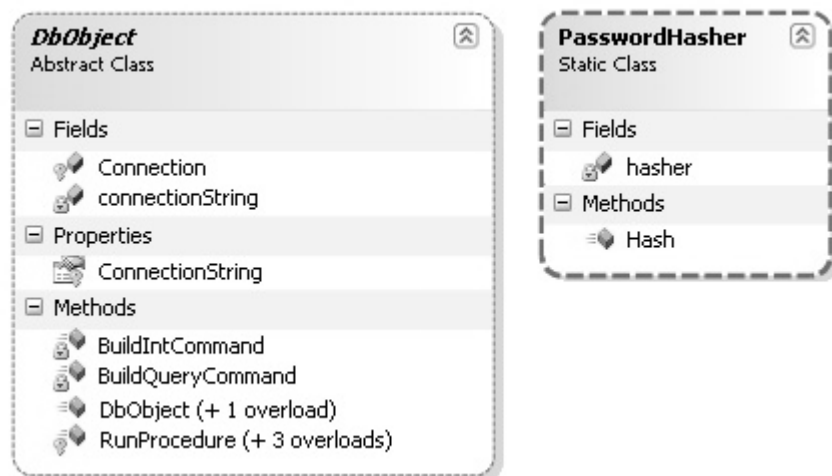 DbObject
Abstract Class
Fields
Connection
connectionString
Properties
ConnectionString
Methods
BuildIntCommand
BuildQueryCommand
DbObject (+ 1 overload)
RunProcedure (+ 3 overloads)
PasswordHasher
Static Class
Fields
hasher
Methods
Hash